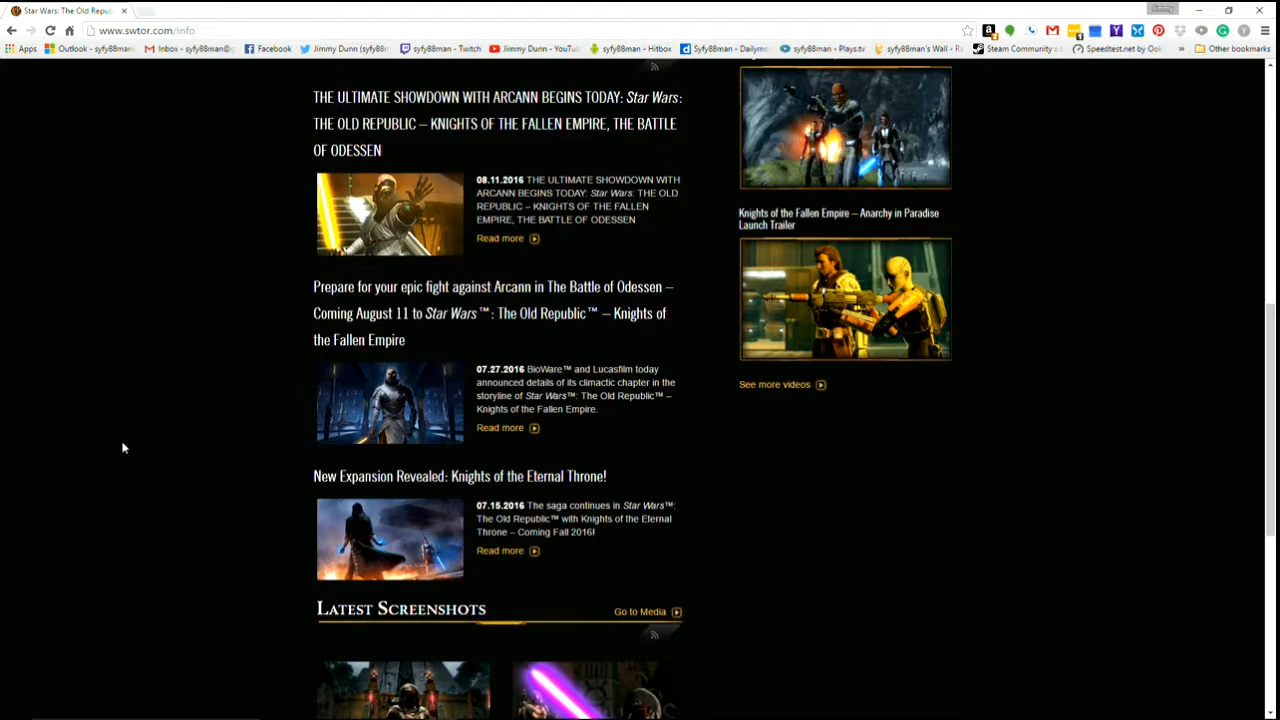 Star Wars: The Old Repub
Jimmy
www.swtor.com/info
Apps
Outlook - syfy88man
Inbox - syfy88man@g
Facebook
Jimmy Dunn (syfy88
syfy88man - Twitch
Jimmy Dunn - YouTu
syfy88man - Hitbox
Syfy88man - Dailymo
syfy88man - Plays.tv
syfy88man's Wall - Ra
Steam Community ::
Speedtest.net by Ook
Other bookmarks
THE ULTIMATE SHOWDOWN WITH ARCANN BEGINS TODAY: Star Wars:
THE OLD REPUBLIC – KNIGHTS OF THE FALLEN EMPIRE, THE BATTLE
OF ODESSEN
08.11.2016 THE ULTIMATE SHOWDOWN WITH
ARCANN BEGINS TODAY: Star Wars: THE OLD
REPUBLIC – KNIGHTS OF THE FALLEN
EMPIRE, THE BATTLE OF ODESSEN
Read more
Prepare for your epic fight against Arcann in The Battle of Odessen –
Coming August 11 to Star Wars™: The Old Republic™ – Knights of
the Fallen Empire
07.27.2016 BioWare™ and Lucasfilm today
announced details of its climactic chapter in the
storyline of Star Wars™: The Old Republic™ –
Knights of the Fallen Empire.
Read more
New Expansion Revealed: Knights of the Eternal Throne!
07.15.2016 The saga continues in Star Wars™:
The Old Republic™ with Knights of the Eternal
Throne – Coming Fall 2016!
Read more
LATEST SCREENSHOTS
Go to Media
Knights of the Fallen Empire – Anarchy in Paradise
Launch Trailer
See more videos